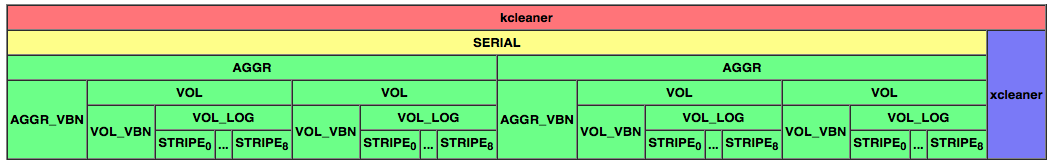 kcleaner
SERIAL
AGGR AGGR
VOL VOL VOL VOL
xcleaner
AGGR_VBN VOL_VBN VOL_LOG VOL_VBN VOL_LOG AGGR_VBN VOL_VBN VOL_LOG VOL_VBN VOL_LOG
STRIPE0 ... STRIPE8 STRIPE0 ... STRIPE8 STRIPE0 ... STRIPE8 STRIPE0 ... STRIPE8